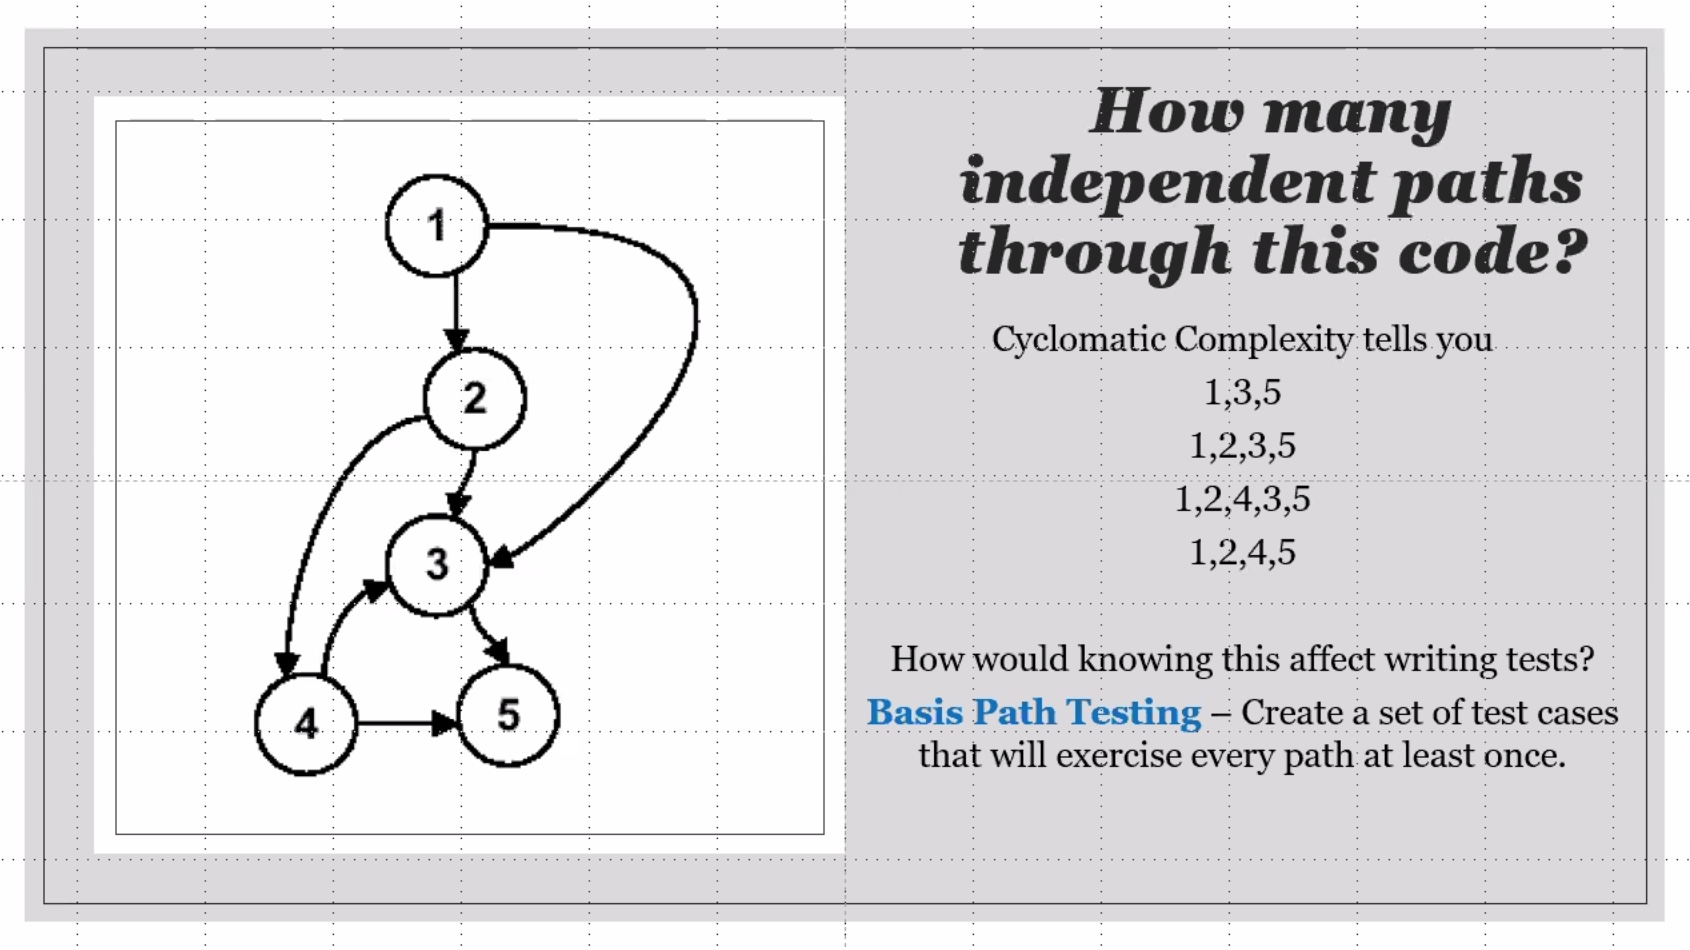 1
2
3
4
5
How many
independent paths
through this code?
Cyclomatic Complexity tells you
1,3,5
1,2,3,5
1,2,4,3,5
1,2,4,5
How would knowing this affect writing tests?
Basis Path Testing – Create a set of test cases
that will exercise every path at least once.